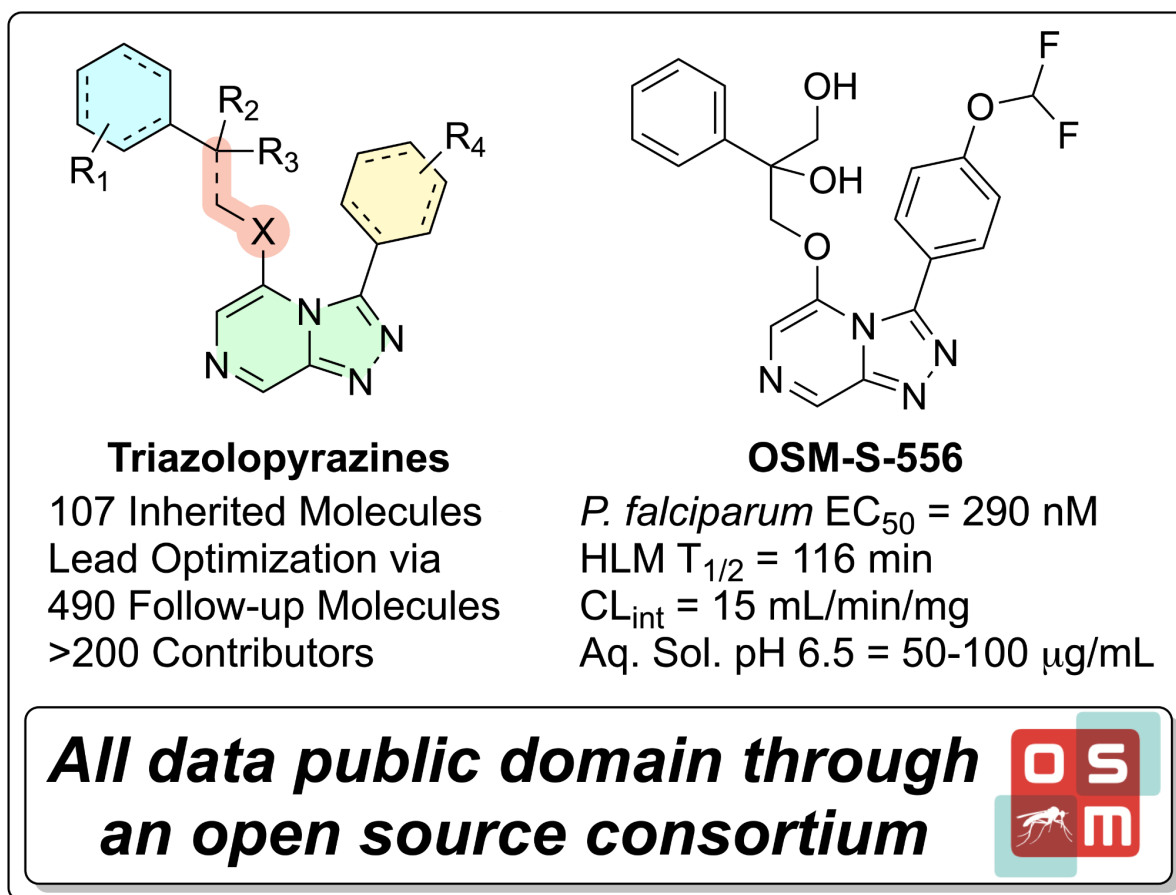 R1
R2
R3
X
R4
N
N
N
N
OH
OH
O
O
F
F
N
N
N
N
Triazolopyrazines
107 Inherited Molecules
Lead Optimization via
490 Follow-up Molecules
>200 Contributors
OSM-S-556
P. falciparum EC50 = 290 nM
HLM T1/2 = 116 min
CLint = 15 mL/min/mg
Aq. Sol. pH 6.5 = 50-100 μg/mL
All data public domain through
an open source consortium
O S
m